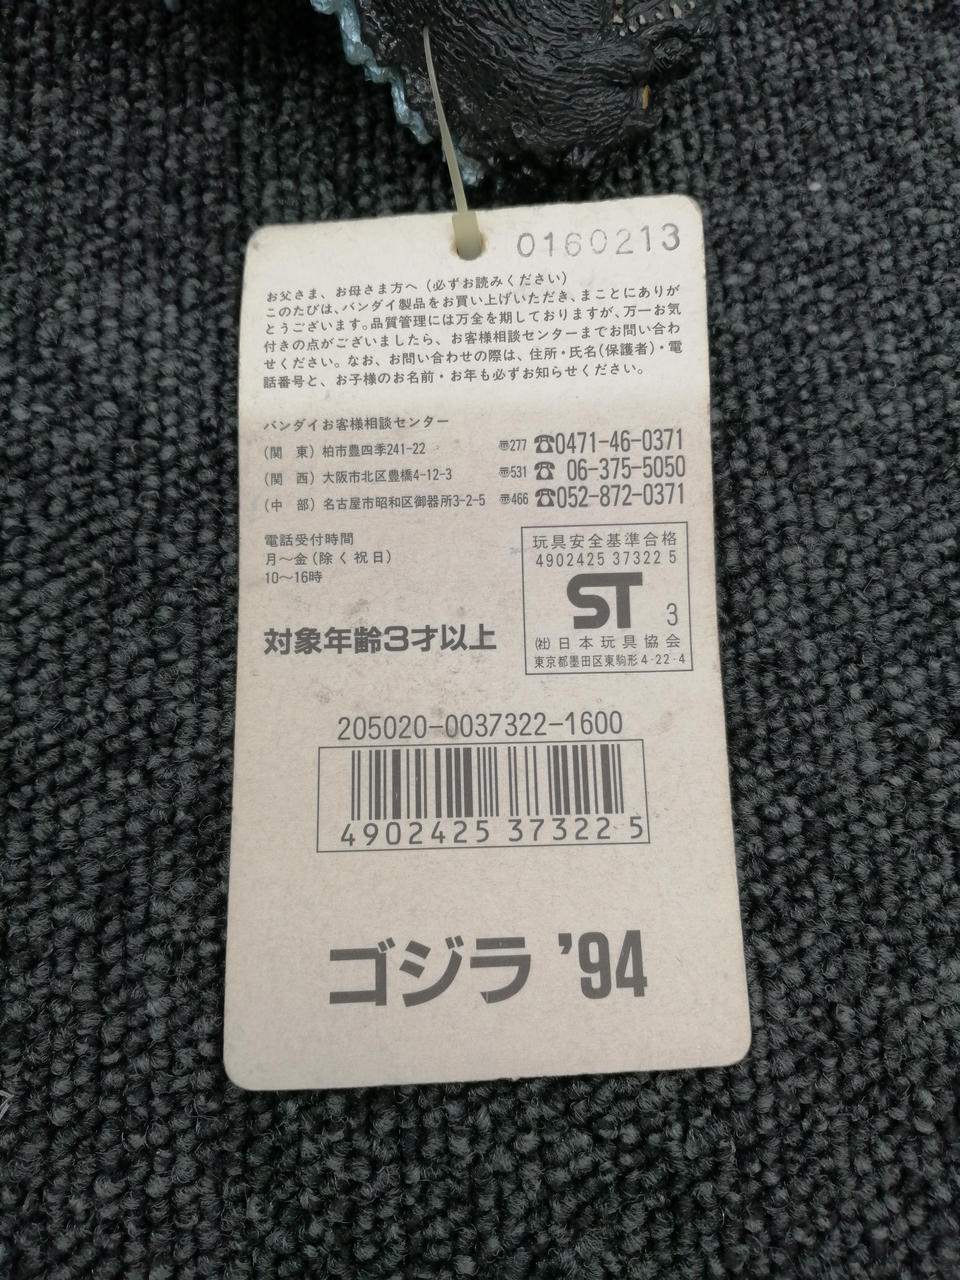 0160213
お父さま、お母さま方へ（必ずお読みください）
このたびは、バンダイ製品をお買い上げいただき、まことにありが
とうございます。品質管理には万全を期しておりますが、万一お気
付きの点がございましたら、お客様相談センターまでお問い合わ
せください。なお、お問い合わせの際は、住所・氏名（保護者）・電
話番号と、お子様のお名前・お年も必ずお知らせください。
バンダイお客様相談センター
（関 東）柏市豊四季241-22 〠277 ☎0471-46-0371
（関 西）大阪市北区豊橋4-12-3 〠531 ☎06-375-5050
（中 部）名古屋市昭和区御器所3-2-5 〠466 ☎052-872-0371
電話受付時間
月～金（除く祝日）
10～16時
対象年齢3才以上
玩具安全基準合格
4902425 37322 5
ST 3
㈳日本玩具協会
東京都墨田区東駒形4-22-4
205020-0037322-1600
4902425 37322 5
ゴジラ '94